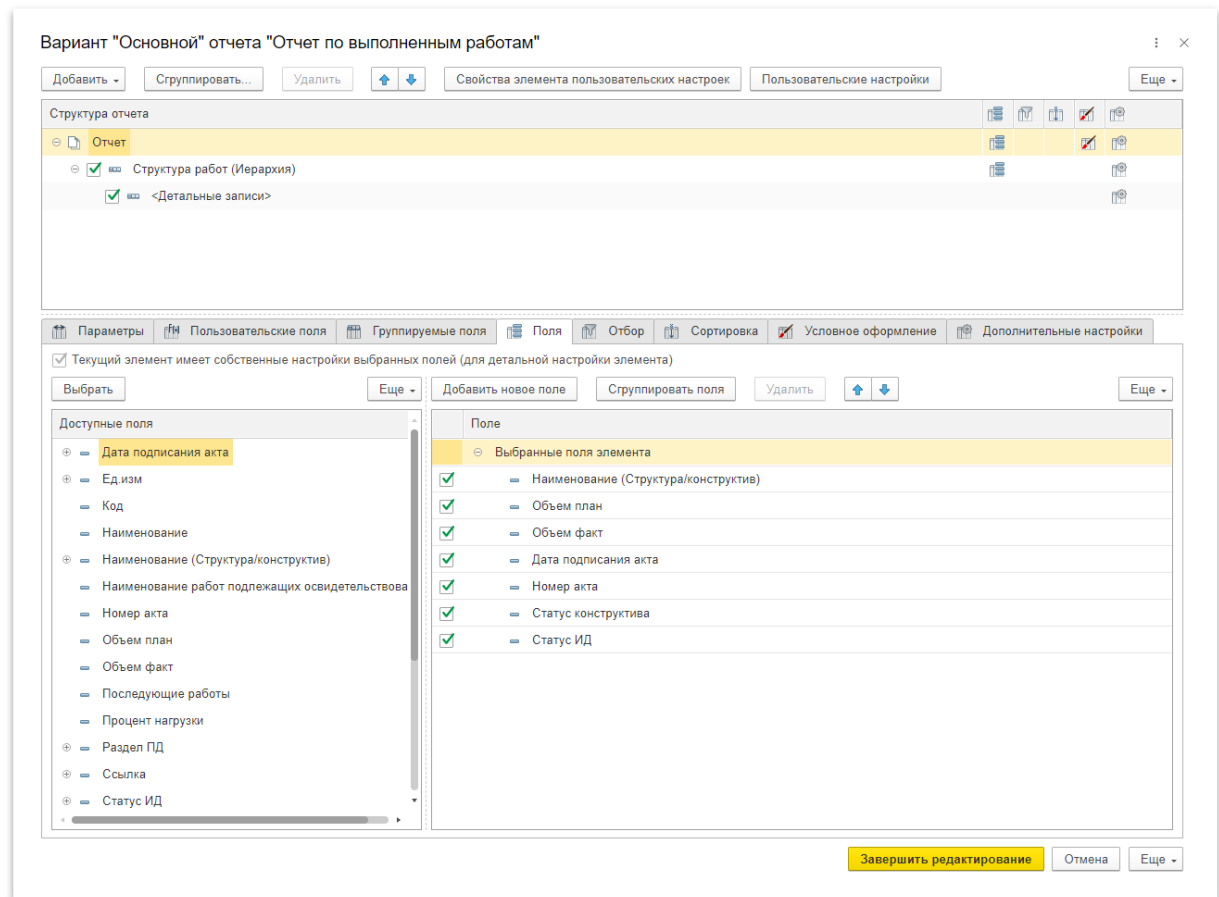 Вариант "Основной" отчета "Отчет по выполненным работам"
Добавить Сгруппировать... Удалить Свойства элемента пользовательских настроек Пользовательские настройки Еще
Структура отчета
Отчет
Структура работ (Иерархия)
<Детальные записи>
Параметры Пользовательские поля Группируемые поля Поля Отбор Сортировка Условное оформление Дополнительные настройки
Текущий элемент имеет собственные настройки выбранных полей (для детальной настройки элемента)
Выбрать Еще Добавить новое поле Сгруппировать поля Удалить Еще
Доступные поля
Дата подписания акта
Ед.изм
Код
Наименование
Наименование (Структура/конструктив)
Наименование работ подлежащих освидетельствова
Номер акта
Объем план
Объем факт
Последующие работы
Процент нагрузки
Раздел ПД
Ссылка
Статус ИД
Поле
Выбранные поля элемента
Наименование (Структура/конструктив)
Объем план
Объем факт
Дата подписания акта
Номер акта
Статус конструктива
Статус ИД
Завершить редактирование Отмена Еще